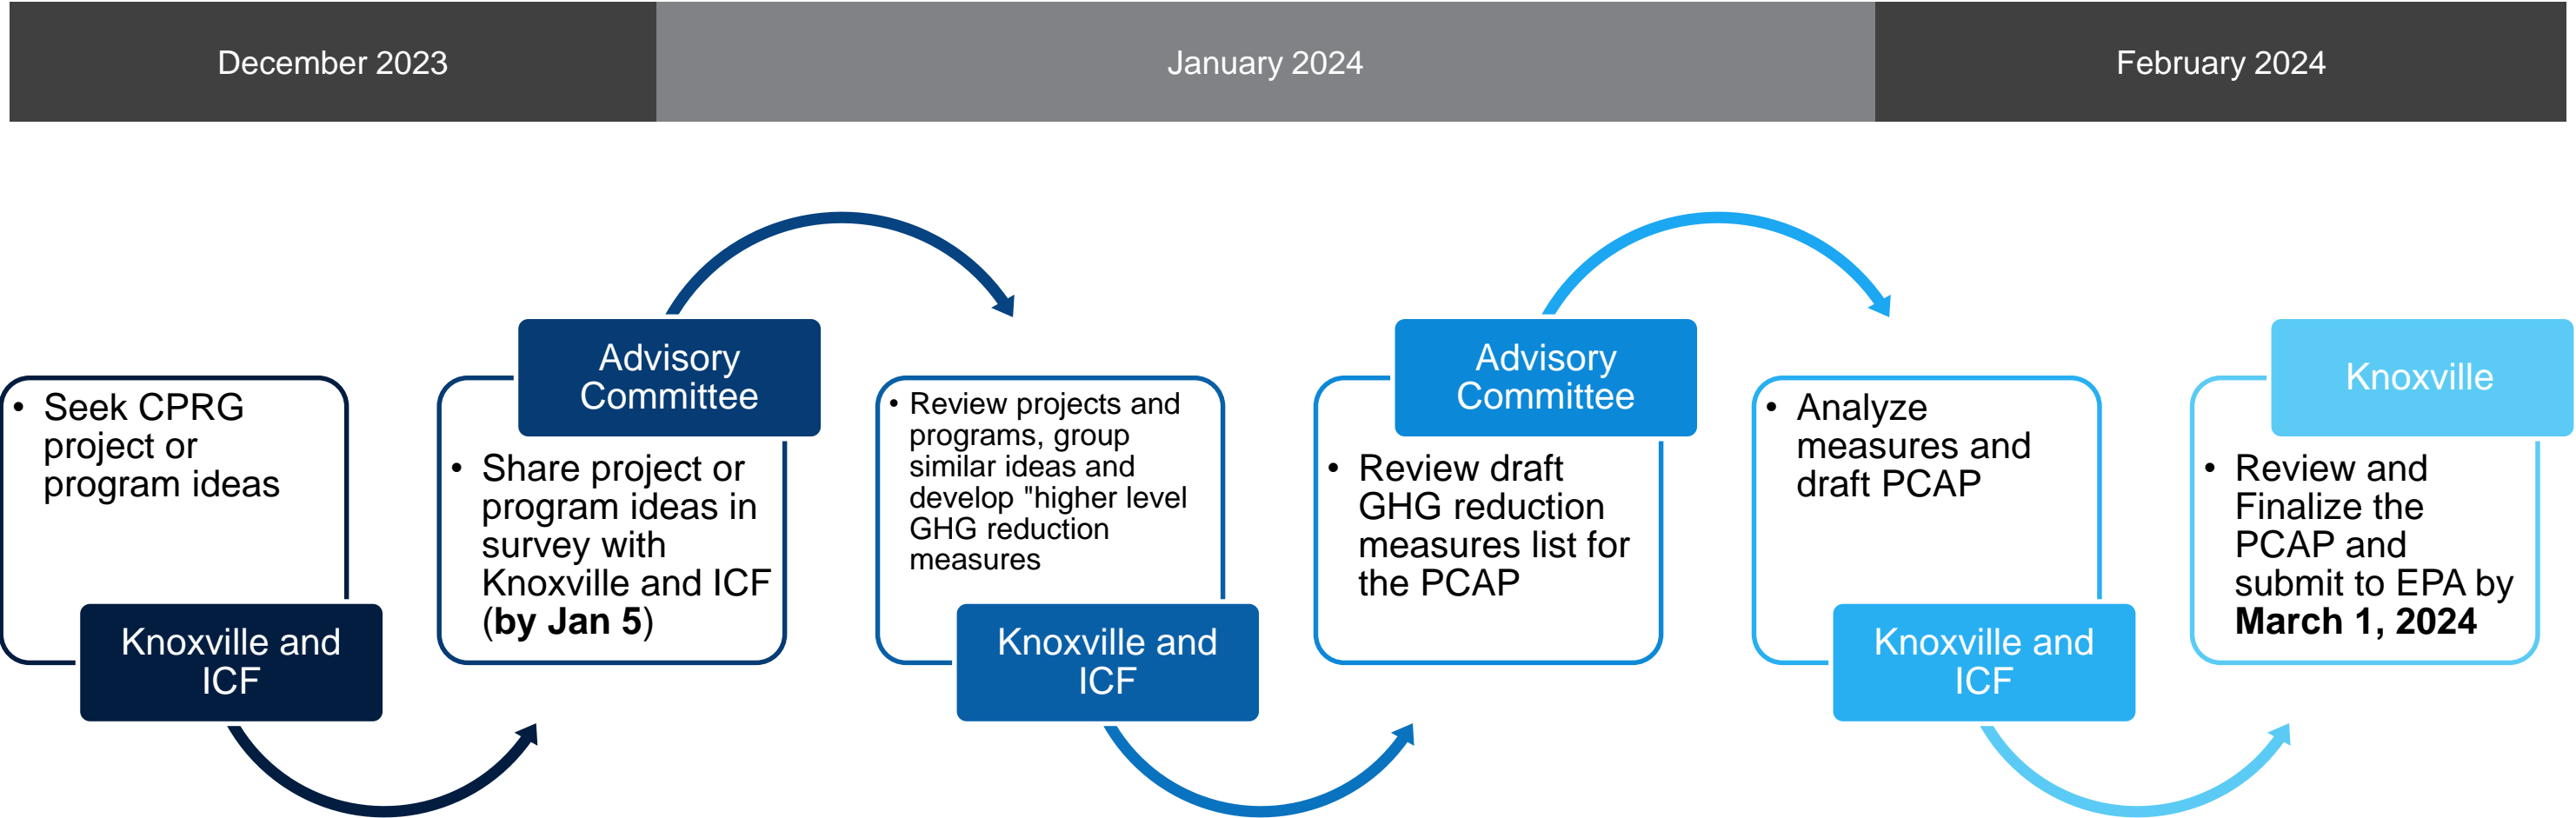 December 2023
January 2024
February 2024
• Seek CPRG
project or
program ideas
Knoxville and
ICF
Advisory
Committee
• Share project or
program ideas in
survey with
Knoxville and ICF
(by Jan 5)
• Review projects and
programs, group
similar ideas and
develop "higher level
GHG reduction
measures
Knoxville and
ICF
Advisory
Committee
• Review draft
GHG reduction
measures list for
the PCAP
• Analyze
measures and
draft PCAP
Knoxville and
ICF
Knoxville
• Review and
Finalize the
PCAP and
submit to EPA by
March 1, 2024